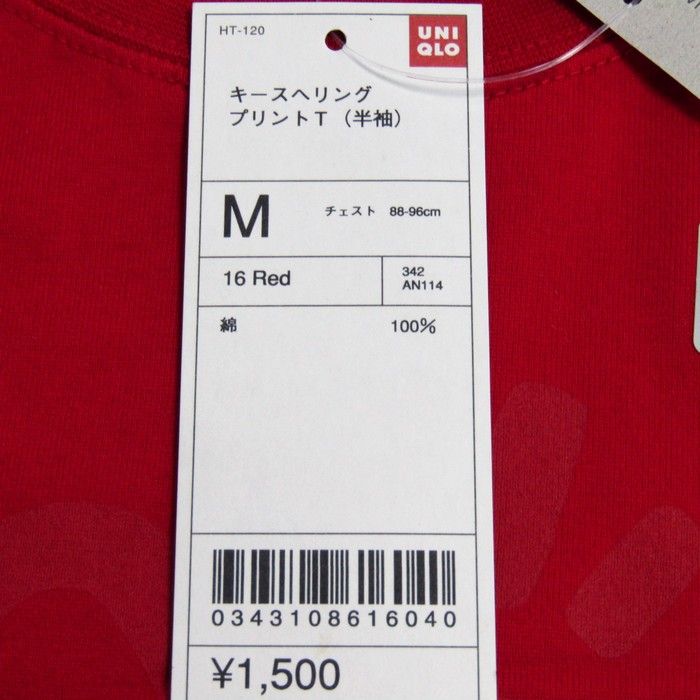 HT-120
UNI
QLO
キースヘリング
プリントT（半袖）
M チェスト 88-96cm
16 Red
342
AN114
綿 100%
0343108616040
¥1,500